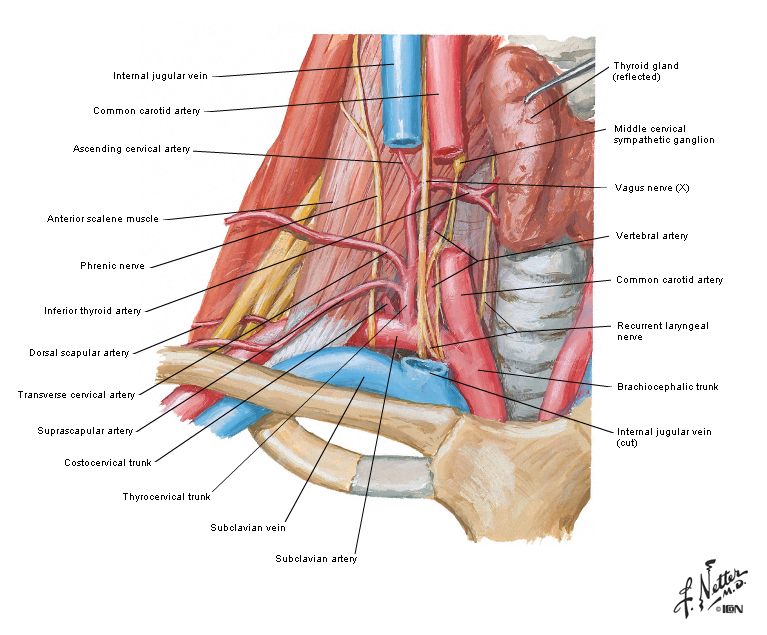 Internal jugular vein
Common carotid artery
Ascending cervical artery
Anterior scalene muscle
Phrenic nerve
Inferior thyroid artery
Dorsal scapular artery
Transverse cervical artery
Suprascapular artery
Costocervical trunk
Thyrocervical trunk
Subclavian vein
Subclavian artery
Thyroid gland
(reflected)
Middle cervical
sympathetic ganglion
Vagus nerve (X)
Vertebral artery
Common carotid artery
Recurrent laryngeal
nerve
Brachiocephalic trunk
Internal jugular vein
(cut)
F. Netter
M.D.
©ICON